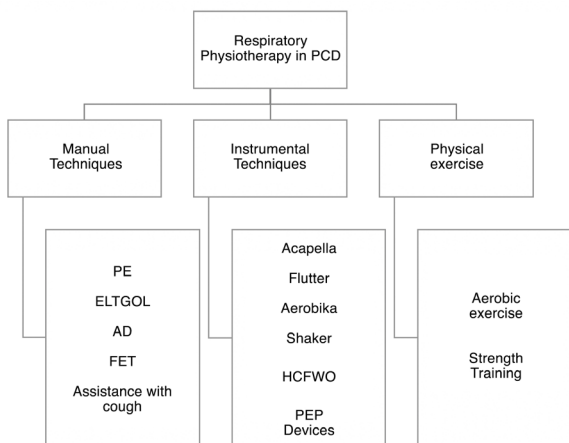 Respiratory
Physiotherapy in PCD
Manual
Techniques
Instrumental
Techniques
Physical
exercise
PE
ELTGOL
AD
FET
Assistance with
cough
Acapella
Flutter
Aerobika
Shaker
HCFWO
PEP
Devices
Aerobic
exercise
Strength
Training